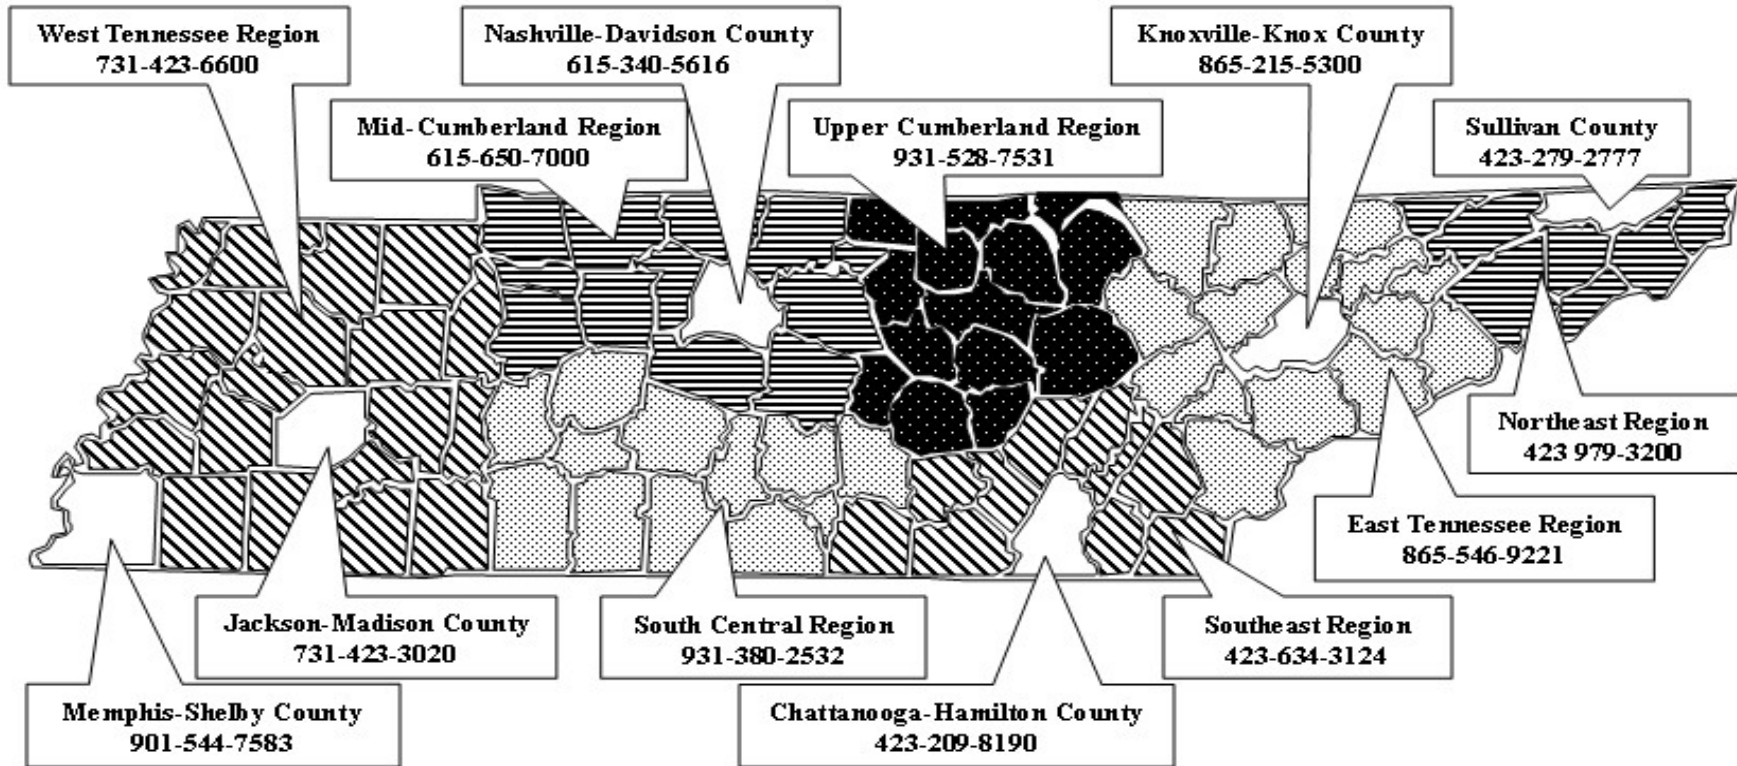 West Tennessee Region
731-423-6600
Nashville-Davidson County
615-340-5616
Knoxville-Knox County
865-215-5300
Mid-Cumberland Region
615-650-7000
Upper Cumberland Region
931-528-7531
Sullivan County
423-279-2777
Northeast Region
423 979-3200
East Tennessee Region
865-546-9221
Jackson-Madison County
731-423-3020
South Central Region
931-380-2532
Southeast Region
423-634-3124
Memphis-Shelby County
901-544-7583
Chattanooga-Hamilton County
423-209-8190